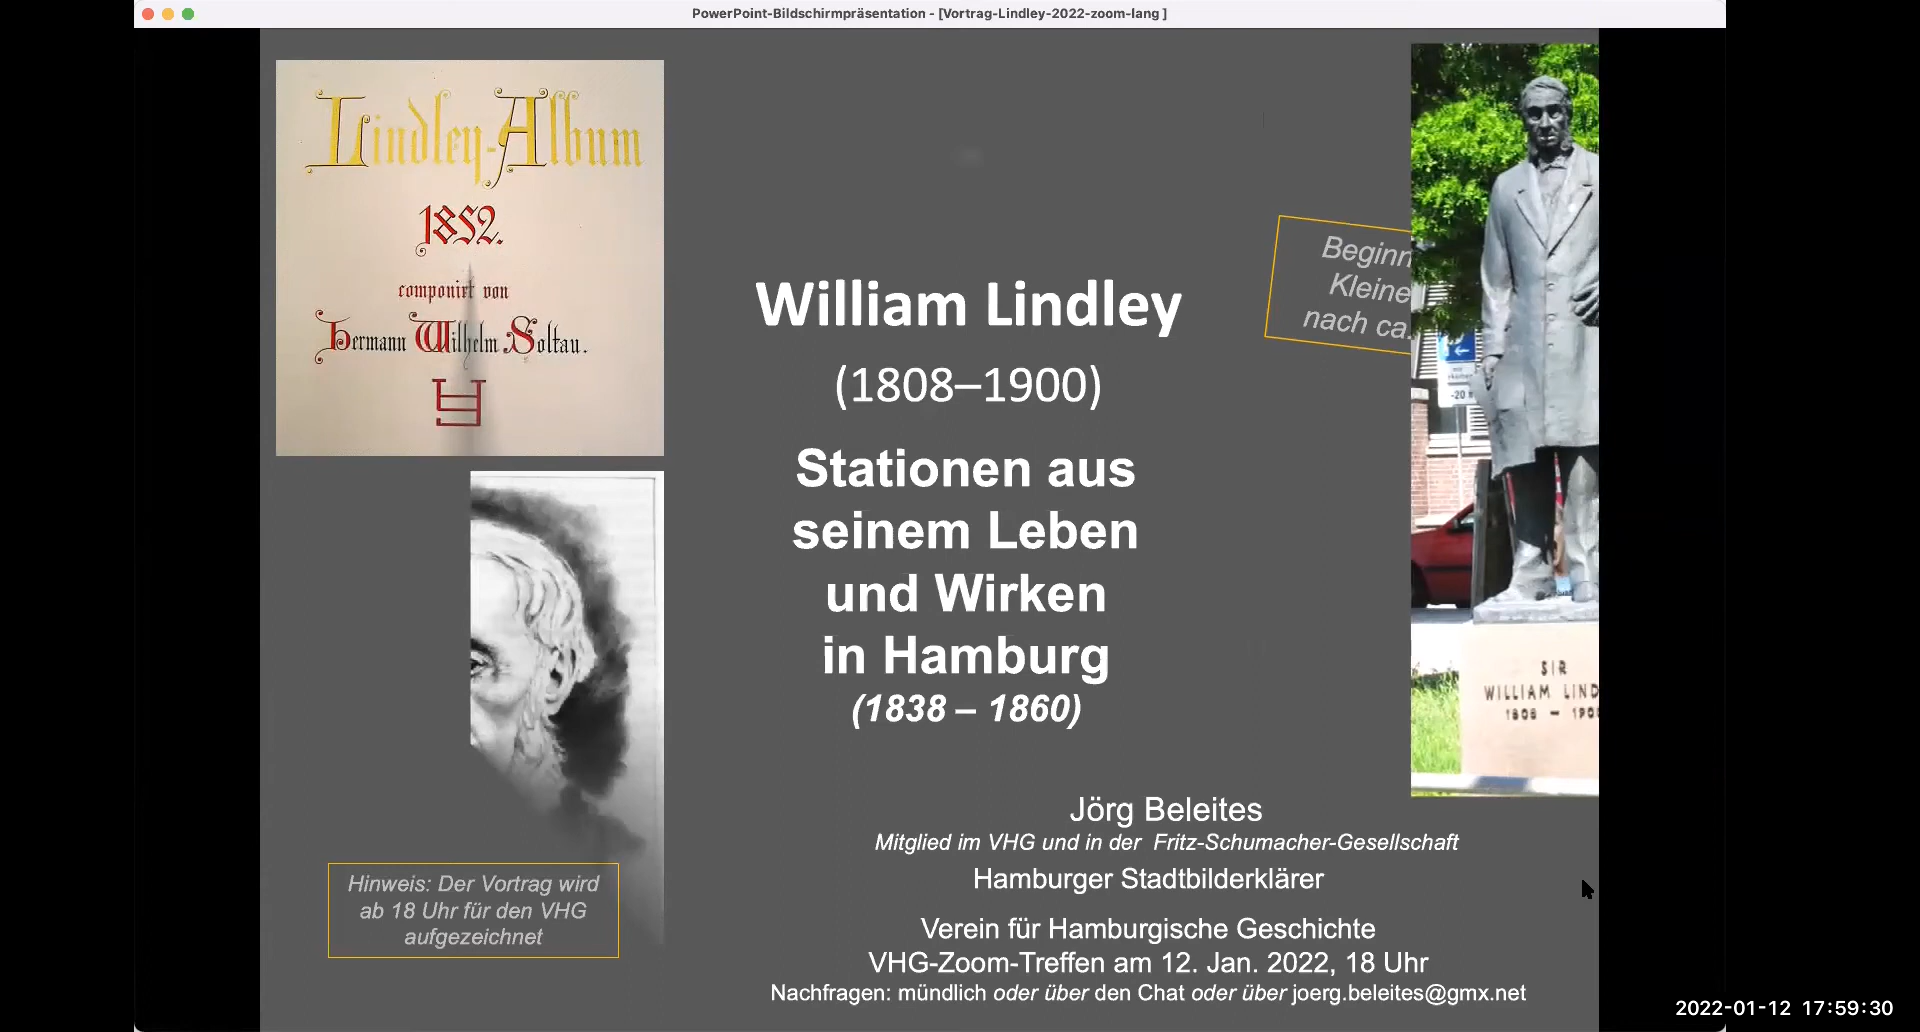 PowerPoint-Bildschirmpräsentation - [Vortrag-Lindley-2022-zoom-lang ]
Lindley-Album
1852.
componirt von
Hermann Wilhelm Soltau.
William Lindley
(1808–1900)
Stationen aus
seinem Leben
und Wirken
in Hamburg
(1838 – 1860)
Beginn
Kleine
nach ca.
-20
SIR
WILLIAM LIND
1808 – 190
Jörg Beleites
Mitglied im VHG und in der Fritz-Schumacher-Gesellschaft
Hamburger Stadtbilderklärer
Verein für Hamburgische Geschichte
VHG-Zoom-Treffen am 12. Jan. 2022, 18 Uhr
Nachfragen: mündlich oder über den Chat oder über joerg.beleites@gmx.net
Hinweis: Der Vortrag wird
ab 18 Uhr für den VHG
aufgezeichnet
2022-01-12 17:59:30